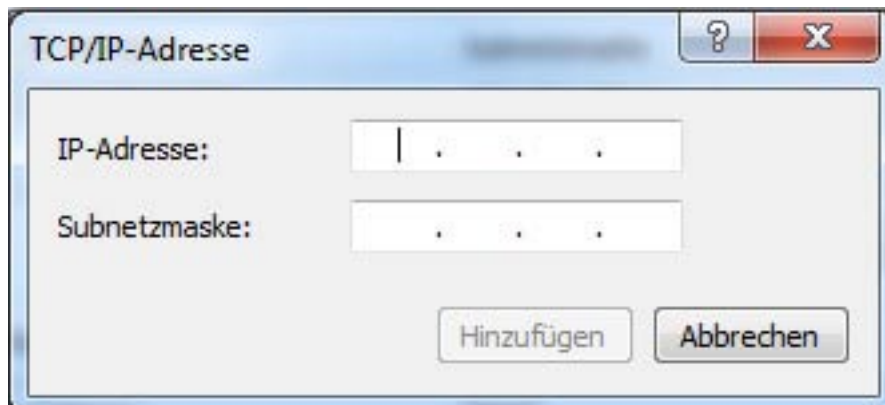 TCP/IP-Adresse
IP-Adresse: . . .
Subnetzmaske: . . .
Hinzufügen Abbrechen